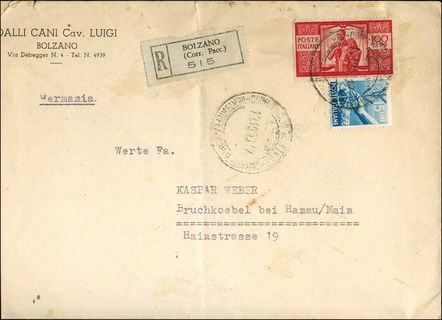 DALLI CANI Cav. LUIGI
BOLZANO
Via Defregger N. 4 - Tel. N. 4939
R
BOLZANO
(Corr. Pacc.)
515
POSTE
ITALIANE
100
15
Germania
Werte Fa.
KASPAR WEBER
Bruchkoebel bei Hanau/Main
Hainstrasse 19